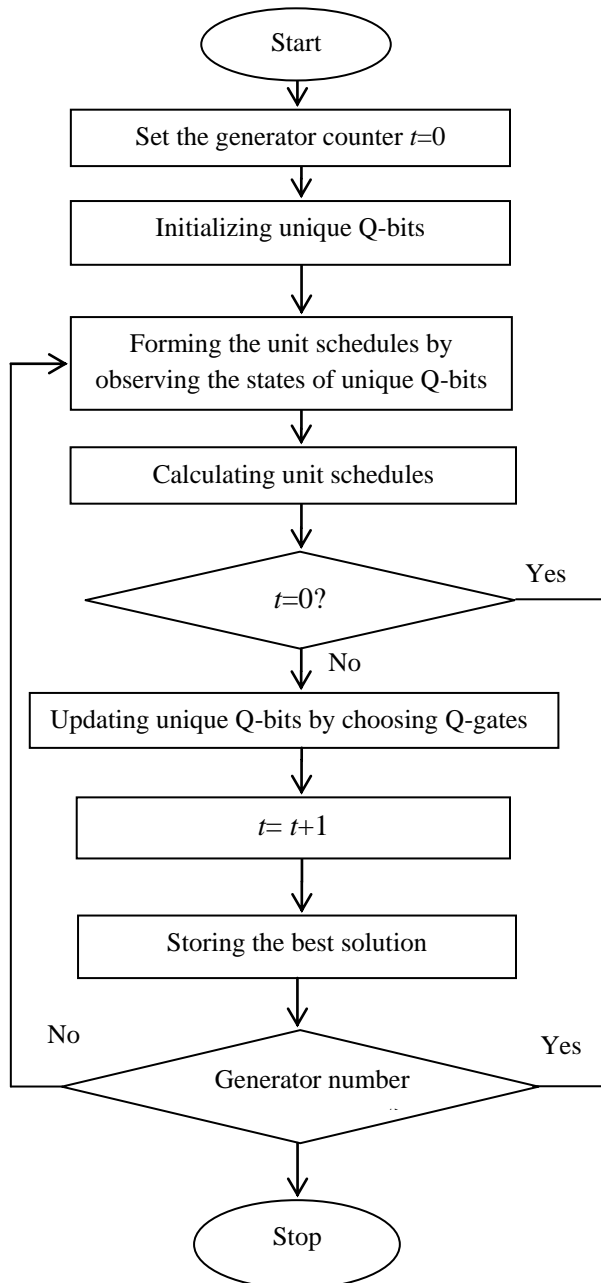 Start
Set the generator counter t=0
Initializing unique Q-bits
Forming the unit schedules by
observing the states of unique Q-bits
Calculating unit schedules
Yes
t=0?
No
Updating unique Q-bits by choosing Q-gates
t= t+1
Storing the best solution
No
Yes
Generator number
Stop